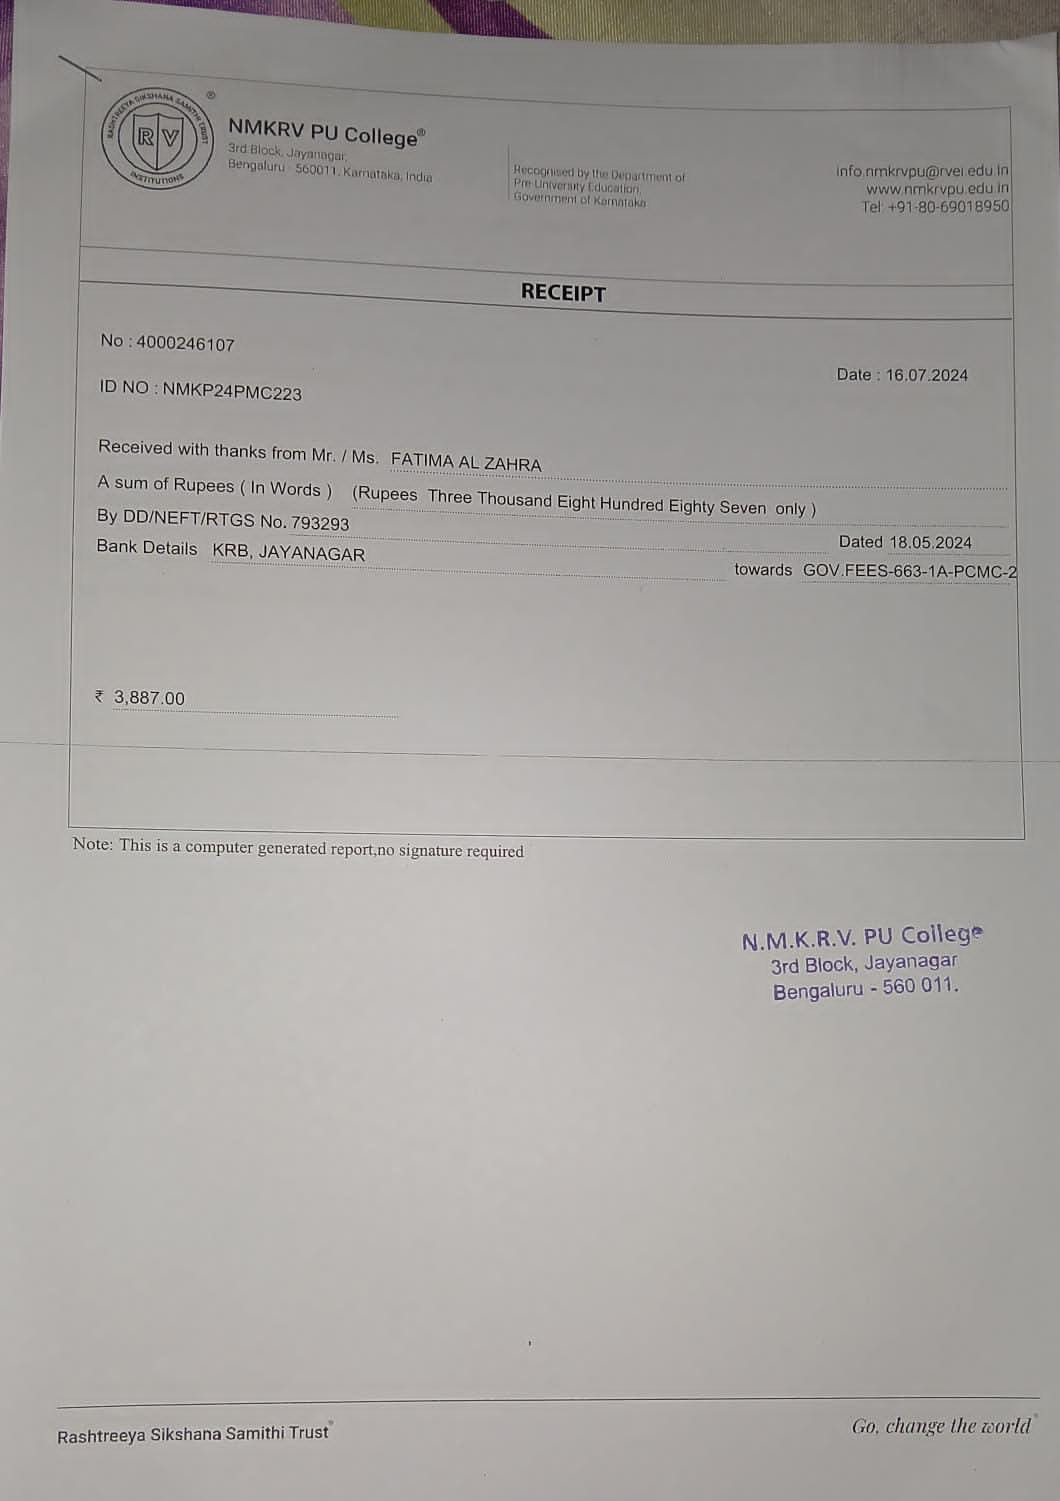 RASHTREEYA SIKSHANA SAMITHI TRUST
RV
INSTITUTIONS
®
NMKRV PU College®
3rd Block, Jayanagar,
Bengaluru - 560011. Karnataka, India
Recognised by the Department of
Pre-University Education,
Government of Karnataka
info.nmkrvpu@rvei.edu.in
www.nmkrvpu.edu.in
Tel: +91-80-69018950
RECEIPT
No : 4000246107
Date : 16.07.2024
ID NO : NMKP24PMC223
Received with thanks from Mr. / Ms. FATIMA AL ZAHRA
A sum of Rupees ( In Words ) (Rupees Three Thousand Eight Hundred Eighty Seven only )
By DD/NEFT/RTGS No. 793293 Dated 18.05.2024
Bank Details KRB, JAYANAGAR towards GOV.FEES-663-1A-PCMC-2
₹ 3,887.00
Note: This is a computer generated report,no signature required
N.M.K.R.V. PU College
3rd Block, Jayanagar
Bengaluru - 560 011.
Rashtreeya Sikshana Samithi Trust®
Go, change the world®